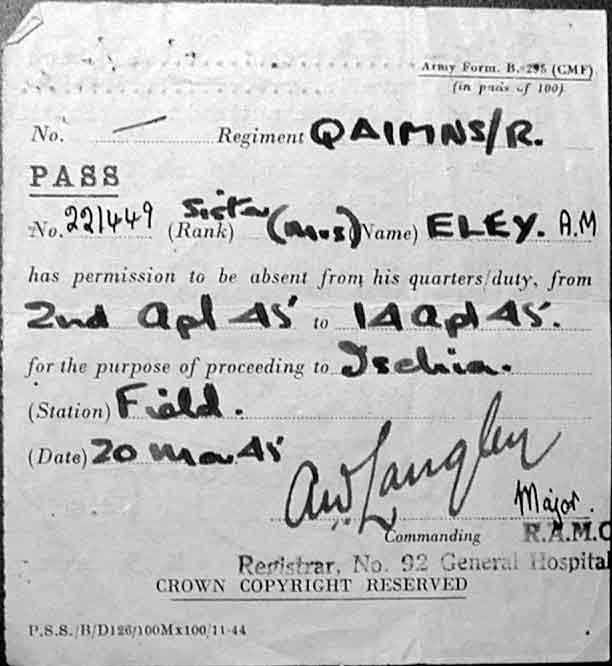 Army Form. B. 295 (CMF)
(in pads of 100)
No. — Regiment QAIMNS/R.
PASS
No. 221449 (Rank) Sister (Mrs) Name) ELEY. A.M
has permission to be absent from his quarters/duty, from
2nd Apl 45 to 14 Apl 45.
for the purpose of proceeding to Ischia.
(Station) Field.
(Date) 20 Mar 45
AW Langley
Major.
Commanding R.A.M.C
Registrar, No. 92 General Hospital
CROWN COPYRIGHT RESERVED
P.S.S./B/D126/100Mx100/11-44